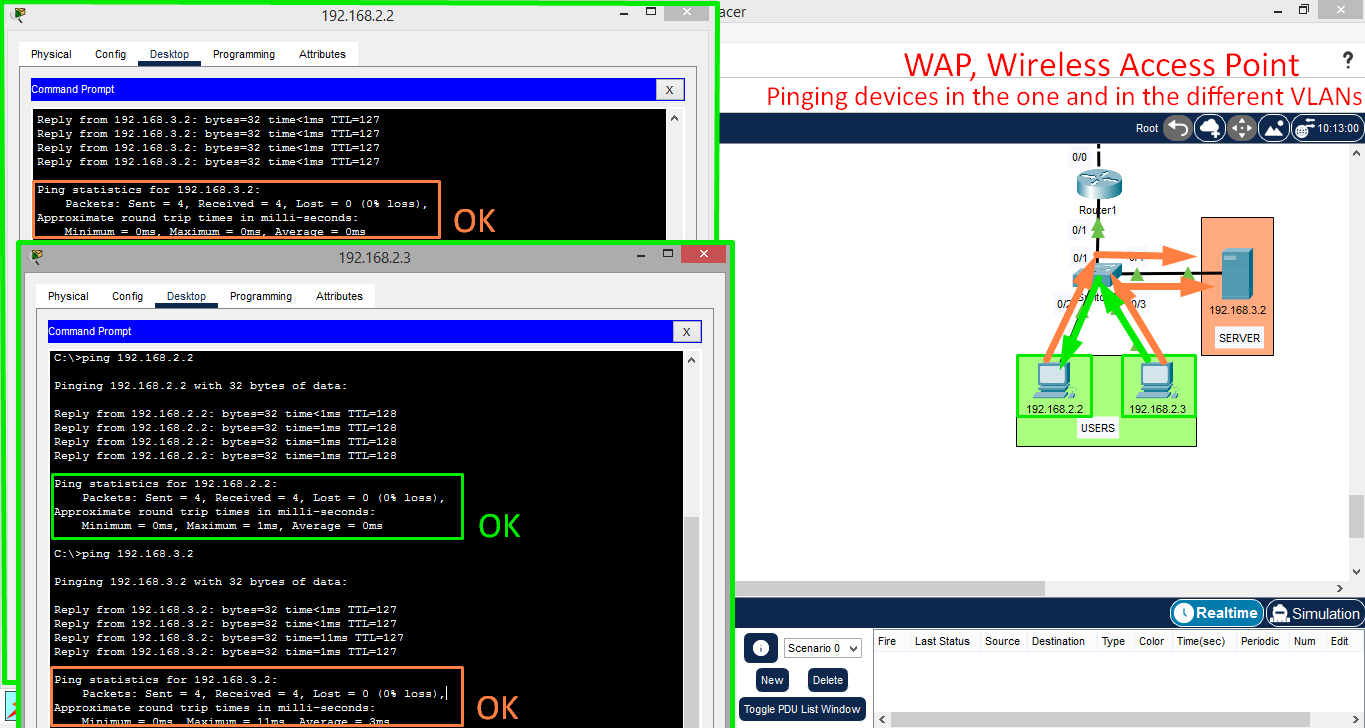 192.168.2.2
acer
Physical Config Desktop Programming Attributes
WAP, Wireless Access Point
?
Pinging devices in the one and in the different VLANs
Command Prompt
X
Reply from 192.168.3.2: bytes=32 time<1ms TTL=127
Reply from 192.168.3.2: bytes=32 time<1ms TTL=127
Reply from 192.168.3.2: bytes=32 time<1ms TTL=127
Reply from 192.168.3.2: bytes=32 time<1ms TTL=127
Ping statistics for 192.168.3.2:
Packets: Sent = 4, Received = 4, Lost = 0 (0% loss),
Approximate round trip times in milli-seconds:
Minimum = 0ms, Maximum = 0ms, Average = 0ms
OK
192.168.2.3
Physical Config Desktop Programming Attributes
Command Prompt
X
C:\>ping 192.168.2.2
Pinging 192.168.2.2 with 32 bytes of data:
Reply from 192.168.2.2: bytes=32 time<1ms TTL=128
Reply from 192.168.2.2: bytes=32 time=1ms TTL=128
Reply from 192.168.2.2: bytes=32 time<1ms TTL=128
Reply from 192.168.2.2: bytes=32 time=1ms TTL=128
Ping statistics for 192.168.2.2:
Packets: Sent = 4, Received = 4, Lost = 0 (0% loss),
Approximate round trip times in milli-seconds:
Minimum = 0ms, Maximum = 1ms, Average = 0ms
OK
C:\>ping 192.168.3.2
Pinging 192.168.3.2 with 32 bytes of data:
Reply from 192.168.3.2: bytes=32 time<1ms TTL=127
Reply from 192.168.3.2: bytes=32 time<1ms TTL=127
Reply from 192.168.3.2: bytes=32 time=11ms TTL=127
Reply from 192.168.3.2: bytes=32 time=1ms TTL=127
Ping statistics for 192.168.3.2:
Packets: Sent = 4, Received = 4, Lost = 0 (0% loss),
Approximate round trip times in milli-seconds:
Minimum = 0ms, Maximum = 11ms, Average = 3ms
OK
Root
10:13:00
0/0
Router1
0/1
0/1
0/2
0/3
192.168.3.2
SERVER
192.168.2.2
192.168.2.3
USERS
Realtime
Simulation
Scenario 0
New
Delete
Toggle PDU List Window
Fire Last Status Source Destination Type Color Time(sec) Periodic Num Edit